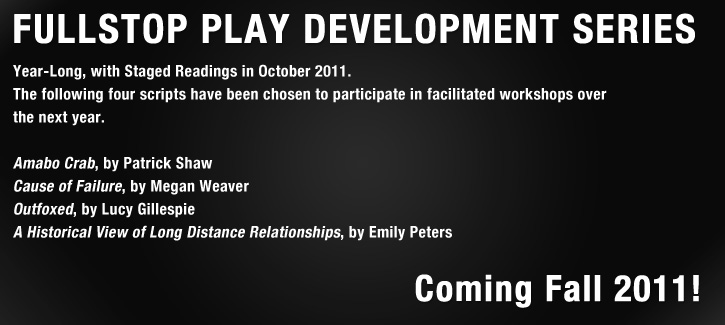 FULLSTOP PLAY DEVELOPMENT SERIES
Year-Long, with Staged Readings in October 2011.
The following four scripts have been chosen to participate in facilitated workshops over
the next year.
Amabo Crab, by Patrick Shaw
Cause of Failure, by Megan Weaver
Outfoxed, by Lucy Gillespie
A Historical View of Long Distance Relationships, by Emily Peters
Coming Fall 2011!